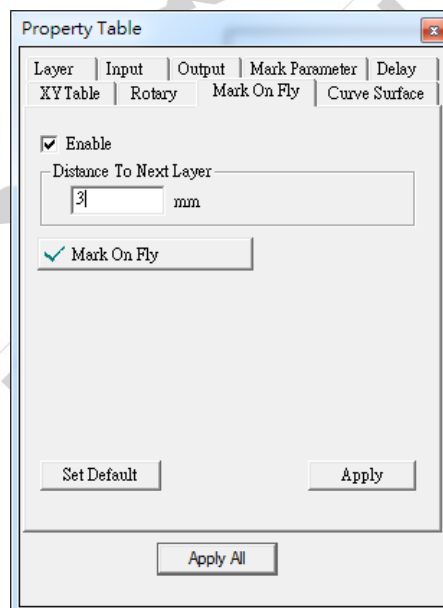 Property Table
x
Layer Input Output Mark Parameter Delay
XY Table Rotary Mark On Fly Curve Surface
Enable
Distance To Next Layer
3 mm
Mark On Fly
Set Default Apply
Apply All